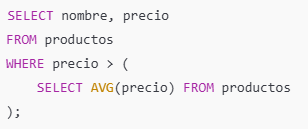 SELECT nombre, precio
FROM productos
WHERE precio > (
    SELECT AVG(precio) FROM productos
);